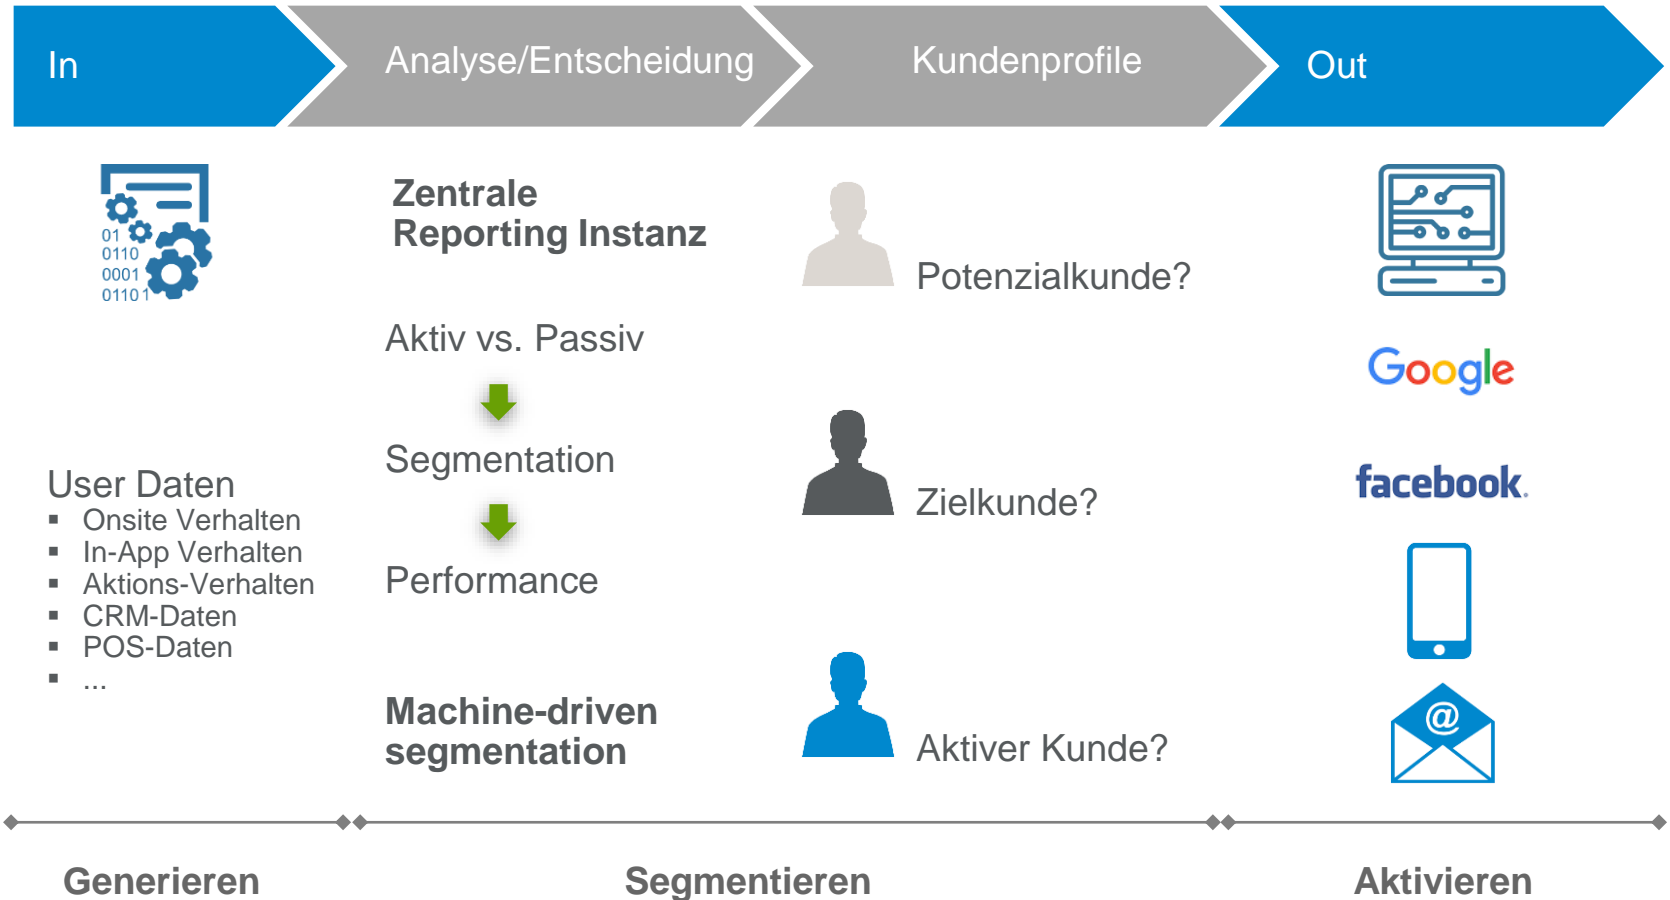 In
Analyse/Entscheidung
Kundenprofile
Out
01
0110
0001
0110 1
User Daten
▪ Onsite Verhalten
▪ In-App Verhalten
▪ Aktions-Verhalten
▪ CRM-Daten
▪ POS-Daten
▪ ...
Zentrale
Reporting Instanz
Aktiv vs. Passiv
Segmentation
Performance
Machine-driven
segmentation
Potenzialkunde?
Zielkunde?
Aktiver Kunde?
Google
facebook.
@
Generieren
Segmentieren
Aktivieren